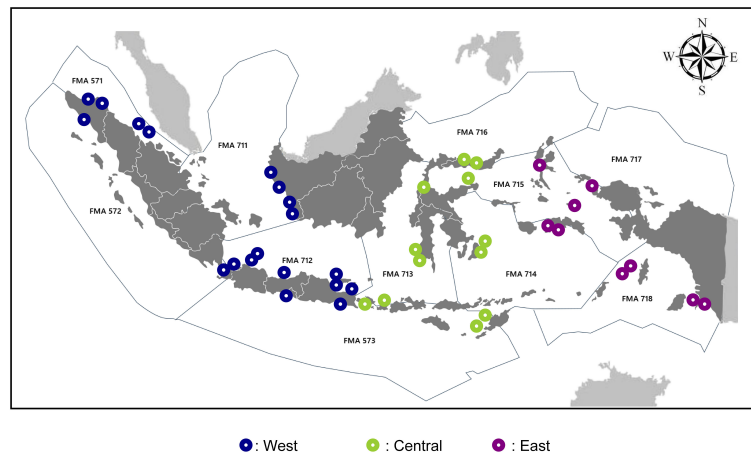 N
W E
S
FMA 571
FMA 716
FMA 717
FMA 711
FMA 715
FMA 572
FMA 712
FMA 713
FMA 714
FMA 718
FMA 573
: West : Central : East